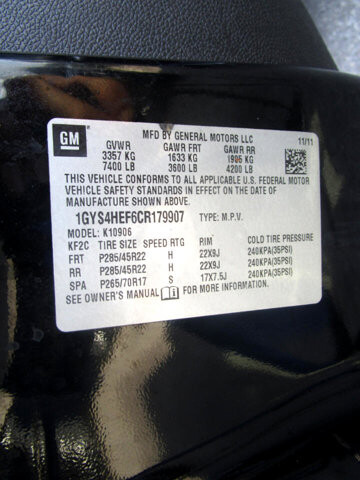 GM
MFD BY GENERAL MOTORS LLC 11/11
GVWR GAWR FRT GAWR RR
3357 KG 1633 KG 1905 KG
7400 LB 3600 LB 4200 LB
THIS VEHICLE CONFORMS TO ALL APPLICABLE U.S. FEDERAL MOTOR
VEHICLE SAFETY STANDARDS IN EFFECT ON THE DATE OF
MANUFACTURE SHOWN ABOVE.
1GYS4HEF6CR179907 TYPE: M.P.V.
MODEL: K10906
KF2C TIRE SIZE SPEED RTG RIM COLD TIRE PRESSURE
FRT P285/45R22 H 22X9J 240KPA(35PSI)
RR P285/45R22 H 22X9J 240KPA(35PSI)
SPA P265/70R17 S 17X7.5J 240KPA(35PSI)
SEE OWNER'S MANUAL FOR MORE INFORMATION.